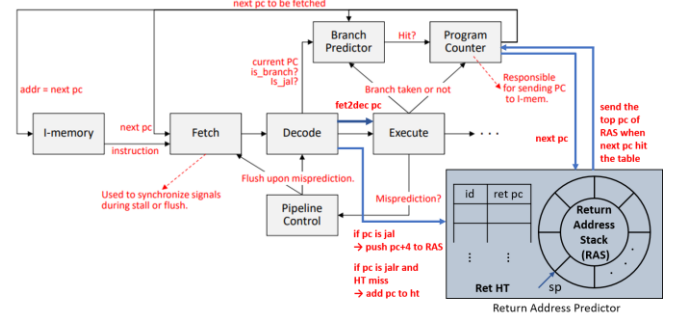 next pc to be fetched
Branch
Predictor
Hit?
Program
Counter
current PC
is_branch?
Is_jal?
addr = next pc
Branch taken or not
Responsible
for sending PC
to I-mem.
fet2dec pc
next pc
I-memory
Fetch
Decode
Execute
. . .
instruction
next pc
send the
top pc of
RAS when
next pc hit
the table
Flush upon misprediction.
Used to synchronize signals
during stall or flush.
Misprediction?
Pipeline
Control
id
ret pc
Return
Address
Stack
(RAS)
if pc is jal
→ push pc+4 to RAS
if pc is jalr and
HT miss
→ add pc to ht
Ret HT
sp
Return Address Predictor